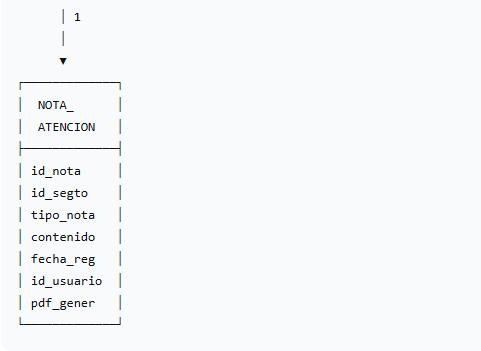 1
NOTA_
ATENCION
id_nota
id_segto
tipo_nota
contenido
fecha_reg
id_usuario
pdf_gener